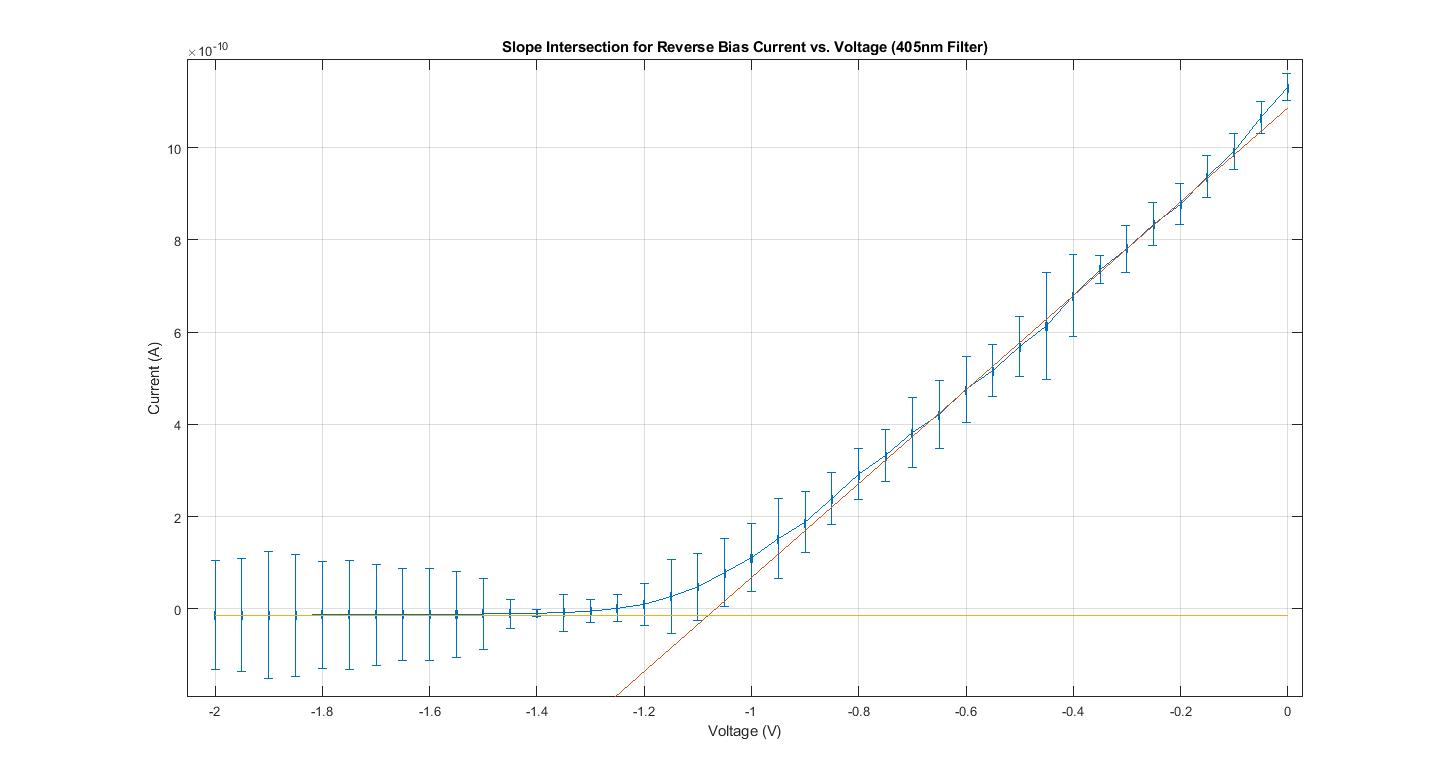 Slope Intersection for Reverse Bias Current vs. Voltage (405nm Filter)
×10-10
10
8
6
4
2
0
Current (A)
-2 -1.8 -1.6 -1.4 -1.2 -1 -0.8 -0.6 -0.4 -0.2 0
Voltage (V)